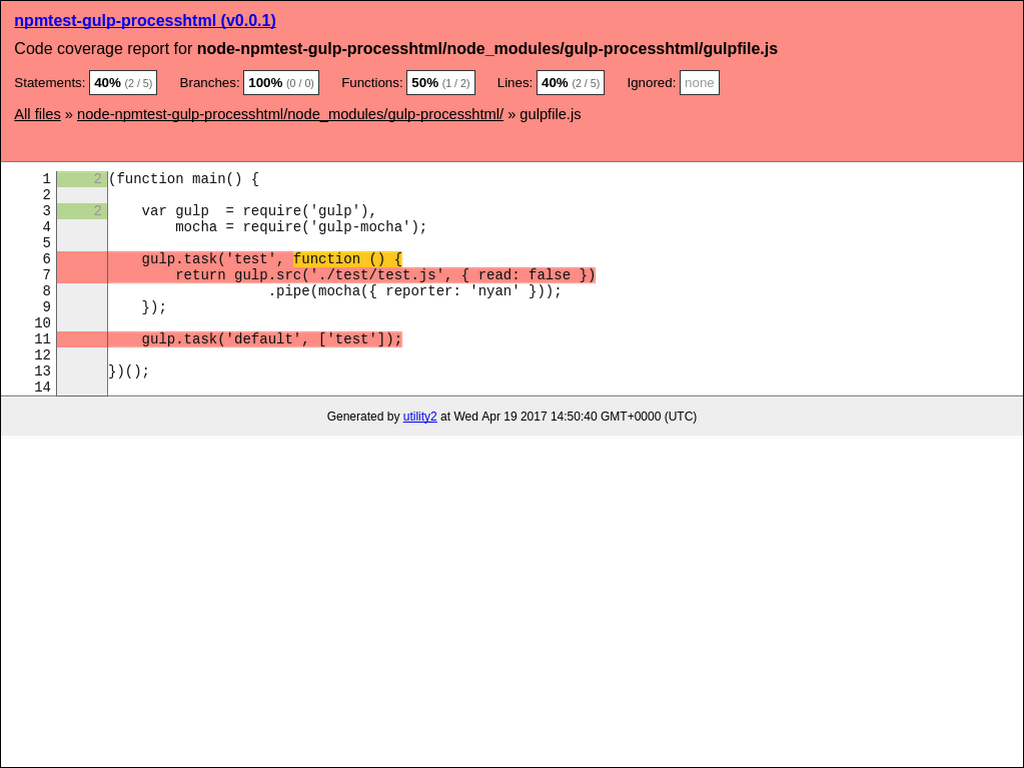 npmtest-gulp-processhtml (v0.0.1)
Code coverage report for node-npmtest-gulp-processhtml/node_modules/gulp-processhtml/gulpfile.js
Statements: 40% (2 / 5) Branches: 100% (0 / 0) Functions: 50% (1 / 2) Lines: 40% (2 / 5) Ignored: none
All files » node-npmtest-gulp-processhtml/node_modules/gulp-processhtml/ » gulpfile.js
1 2 (function main() {
2
3 2     var gulp  = require('gulp'),
4         mocha = require('gulp-mocha');
5
6     gulp.task('test', function () {
7         return gulp.src('./test/test.js', { read: false })
8                    .pipe(mocha({ reporter: 'nyan' }));
9     });
10
11     gulp.task('default', ['test']);
12
13 })();
14
Generated by utility2 at Wed Apr 19 2017 14:50:40 GMT+0000 (UTC)